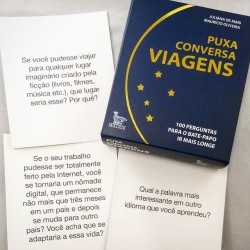 Se você pudesse viajar
para qualquer lugar
imaginário criado pela
ficção (livros, filmes,
música etc.), que lugar
seria esse? Por quê?
JULIANA DE MARI
MAURICIO OLIVEIRA
PUXA
CONVERSA
VIAGENS
100 PERGUNTAS
PARA O BATE-PAPO
IR MAIS LONGE
PUXA CONVERSA
Se o seu trabalho
pudesse ser totalmente
feito pela Internet, você
se tornaria um nômade
digital, que permanece
não mais que três meses
em um país e depois
se muda para outro
país? Você acha que se
adaptaria a essa vida?
Qual a palavra mais
interessante em outro
idioma que você aprendeu?